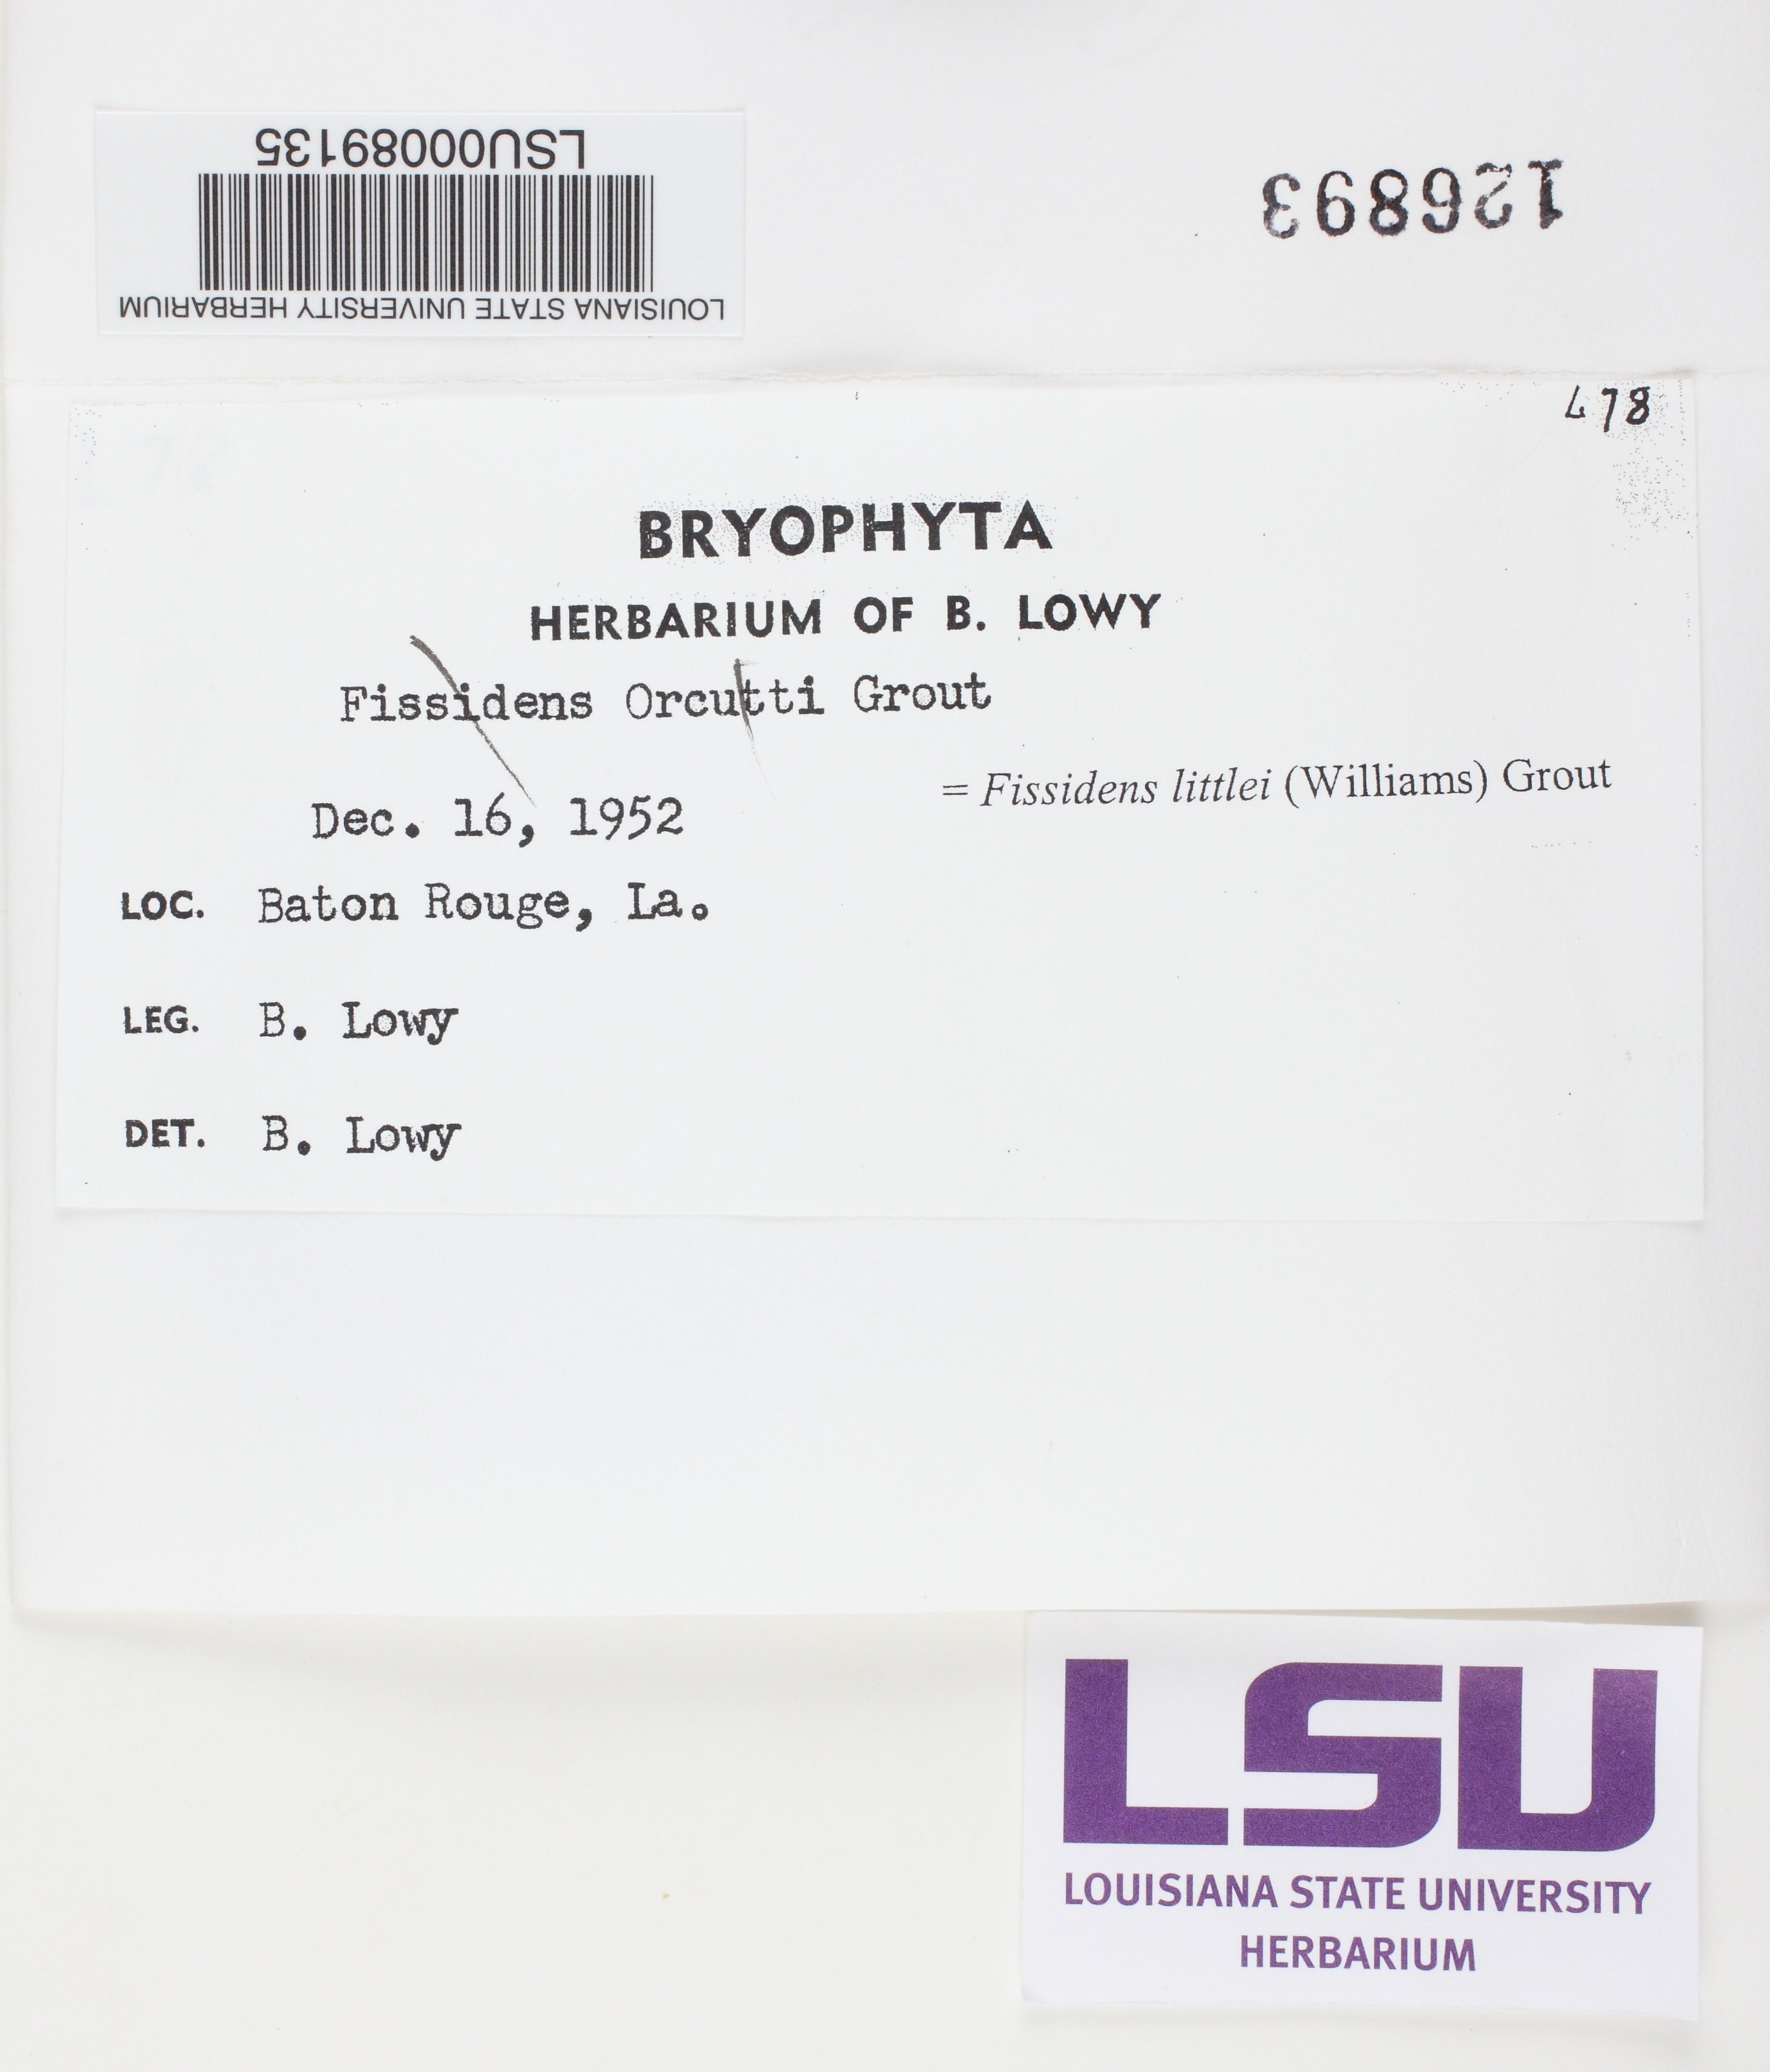 LSU00089135
LOUISIANA STATE UNIVERSITY HERBARIUM
126893
L78
BRYOPHYTA
HERBARIUM OF B. LOWY
Fissidens Orcutti Grout
= Fissidens littlei (Williams) Grout
Dec. 16, 1952
LOC. Baton Rouge, La.
LEG. B. Lowy
DET. B. Lowy
LSU
LOUISIANA STATE UNIVERSITY
HERBARIUM